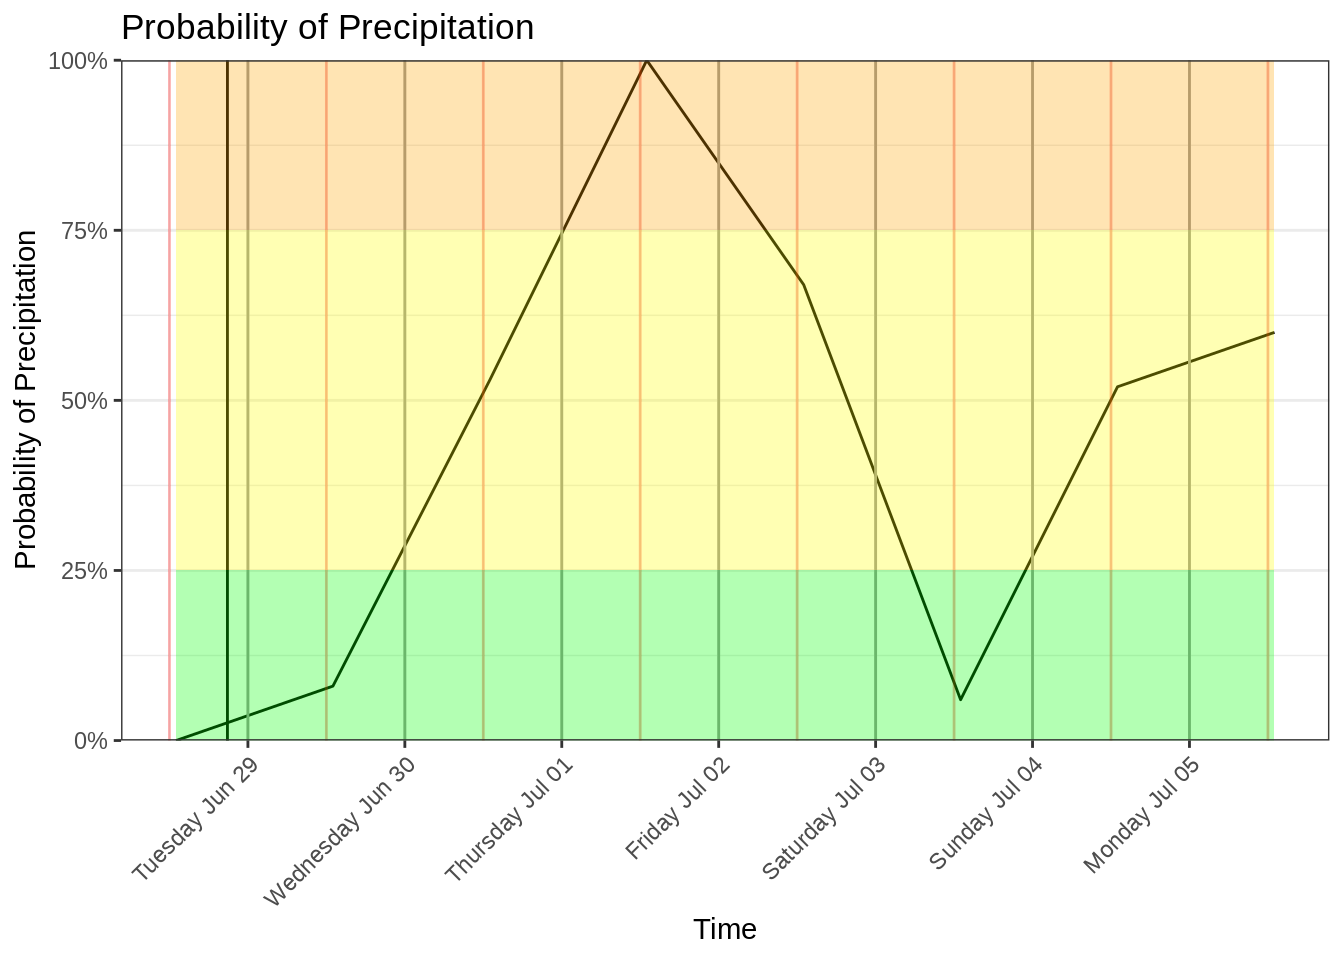 Probability of Precipitation
100%
75%
50%
25%
0%
Probability of Precipitation
Tuesday Jun 29
Wednesday Jun 30
Thursday Jul 01
Friday Jul 02
Saturday Jul 03
Sunday Jul 04
Monday Jul 05
Time